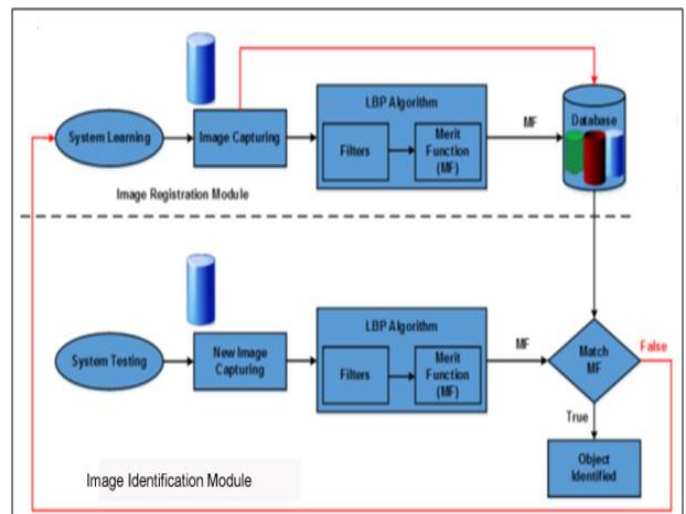 System Learning
Image Capturing
LBP Algorithm
Filters
Merit
Function
(MF)
MF
Database
Image Registration Module
System Testing
New Image
Capturing
LBP Algorithm
Filters
Merit
Function
(MF)
MF
Match
MF
False
True
Object
Identified
Image Identification Module